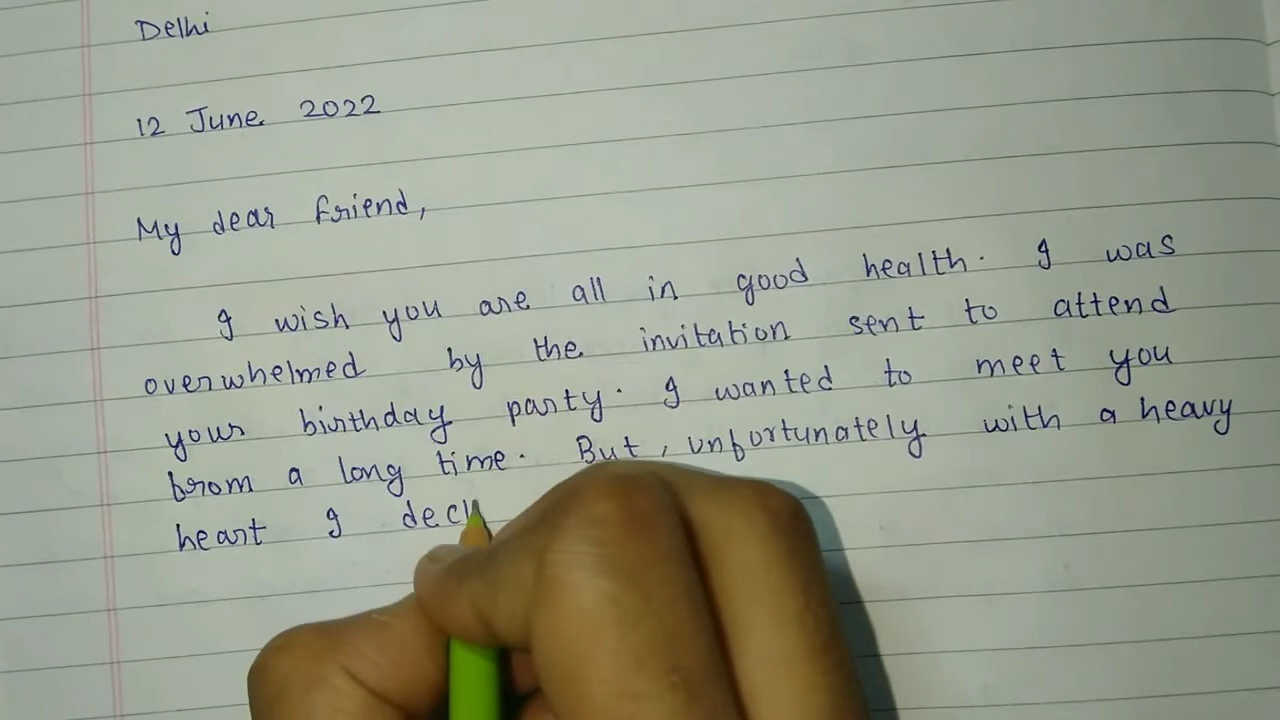 Delhi
12 June 2022
My dear friend,
I wish you are all in good health. I was
overwhelmed by the invitation sent to attend
your birthday party. I wanted to meet you
from a long time. But, unfortunately with a heavy
heart I